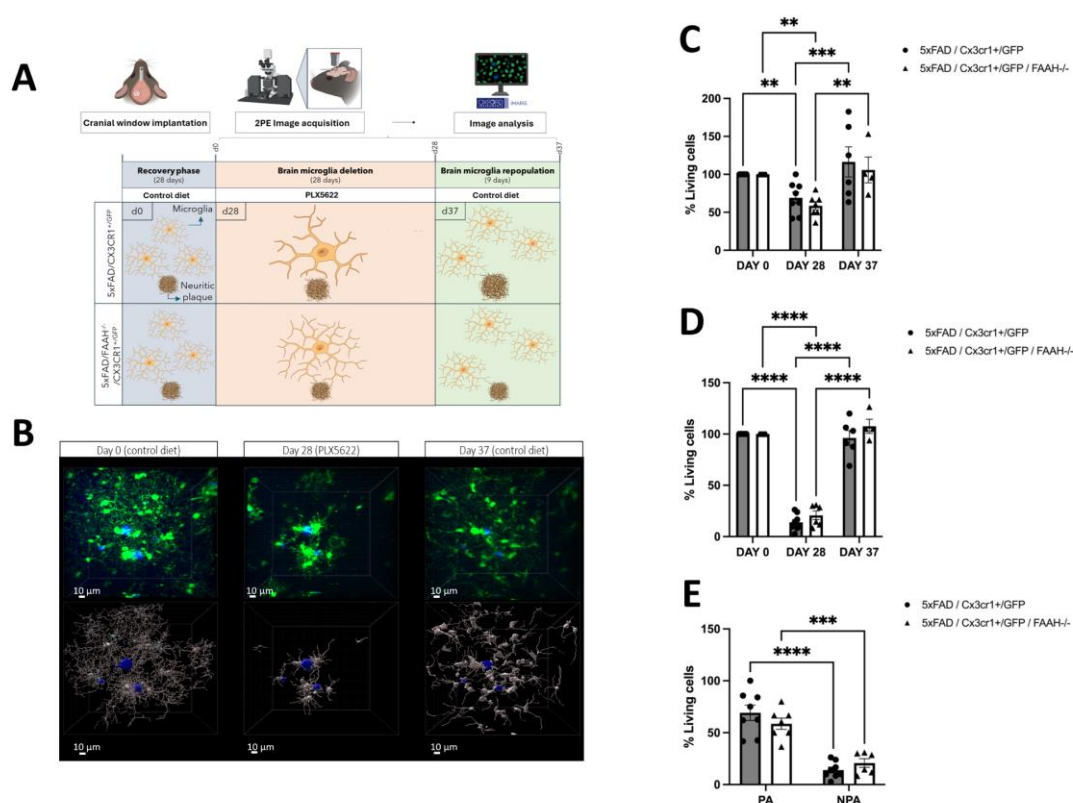 A
Cranial window implantation
2PE Image acquisition
iMARIS
Image analysis
d0
d28
d37
Recovery phase
(28 days)
Brain microglia deletion
(28 days)
Brain microglia repopulation
(9 days)
Control diet
PLX5622
Control diet
5xFAD/CX3CR1+/GFP
d0
Microglia
Neuritic
plaque
d28
d37
5xFAD/FAAH-/-
/CX3CR1+/GFP
B
Day 0 (control diet)
Day 28 (PLX5622)
Day 37 (control diet)
10 µm
10 µm
10 µm
10 µm
10 µm
10 µm
C
5xFAD / Cx3cr1+/GFP
5xFAD / Cx3cr1+/GFP / FAAH-/-
**
***
** **
% Living cells
200
150
100
50
0
DAY 0 DAY 28 DAY 37
D
5xFAD / Cx3cr1+/GFP
5xFAD / Cx3cr1+/GFP / FAAH-/-
****
****
**** ****
% Living cells
150
100
50
0
DAY 0 DAY 28 DAY 37
E
5xFAD / Cx3cr1+/GFP
5xFAD / Cx3cr1+/GFP / FAAH-/-
***
****
% Living cells
150
100
50
0
PA NPA